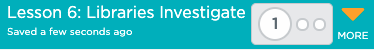 Lesson 6: Libraries Investigate
Saved a few seconds ago
1
MORE